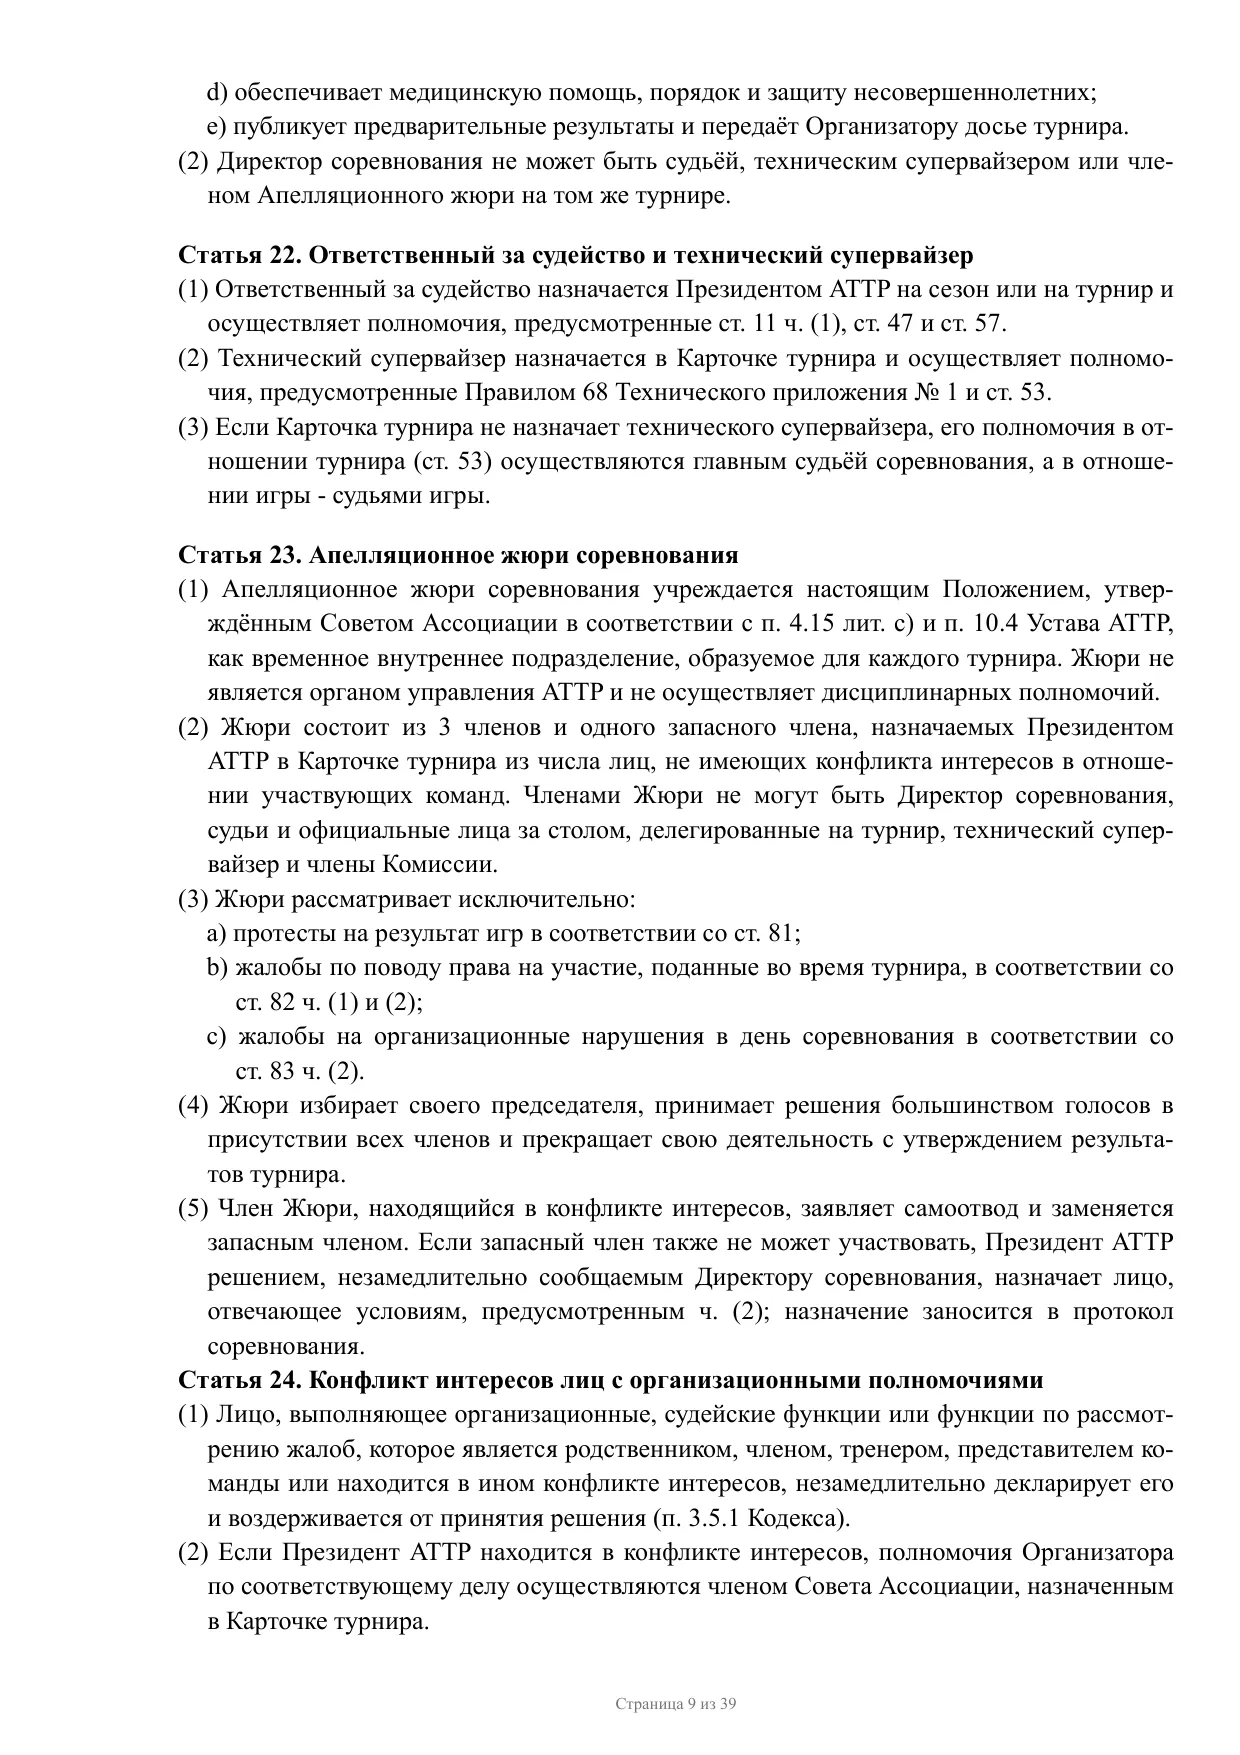 d) обеспечивает медицинскую помощь, порядок и защиту несовершеннолетних;
e) публикует предварительные результаты и передаёт Организатору досье турнира.
(2) Директор соревнования не может быть судьёй, техническим супервайзером или чле-
ном Апелляционного жюри на том же турнире.
Статья 22. Ответственный за судейство и технический супервайзер
(1) Ответственный за судейство назначается Президентом АТТР на сезон или на турнир и
осуществляет полномочия, предусмотренные ст. 11 ч. (1), ст. 47 и ст. 57.
(2) Технический супервайзер назначается в Карточке турнира и осуществляет полномо-
чия, предусмотренные Правилом 68 Технического приложения № 1 и ст. 53.
(3) Если Карточка турнира не назначает технического супервайзера, его полномочия в от-
ношении турнира (ст. 53) осуществляются главным судьёй соревнования, а в отноше-
нии игры - судьями игры.
Статья 23. Апелляционное жюри соревнования
(1) Апелляционное жюри соревнования учреждается настоящим Положением, утвер-
ждённым Советом Ассоциации в соответствии с п. 4.15 лит. c) и п. 10.4 Устава АТТР,
как временное внутреннее подразделение, образуемое для каждого турнира. Жюри не
является органом управления АТТР и не осуществляет дисциплинарных полномочий.
(2) Жюри состоит из 3 членов и одного запасного члена, назначаемых Президентом
АТТР в Карточке турнира из числа лиц, не имеющих конфликта интересов в отноше-
нии участвующих команд. Членами Жюри не могут быть Директор соревнования,
судьи и официальные лица за столом, делегированные на турнир, технический супер-
вайзер и члены Комиссии.
(3) Жюри рассматривает исключительно:
a) протесты на результат игр в соответствии со ст. 81;
b) жалобы по поводу права на участие, поданные во время турнира, в соответствии со
ст. 82 ч. (1) и (2);
c) жалобы на организационные нарушения в день соревнования в соответствии со
ст. 83 ч. (2).
(4) Жюри избирает своего председателя, принимает решения большинством голосов в
присутствии всех членов и прекращает свою деятельность с утверждением результа-
тов турнира.
(5) Член Жюри, находящийся в конфликте интересов, заявляет самоотвод и заменяется
запасным членом. Если запасный член также не может участвовать, Президент АТТР
решением, незамедлительно сообщаемым Директору соревнования, назначает лицо,
отвечающее условиям, предусмотренным ч. (2); назначение заносится в протокол
соревнования.
Статья 24. Конфликт интересов лиц с организационными полномочиями
(1) Лицо, выполняющее организационные, судейские функции или функции по рассмот-
рению жалоб, которое является родственником, членом, тренером, представителем ко-
манды или находится в ином конфликте интересов, незамедлительно декларирует его
и воздерживается от принятия решения (п. 3.5.1 Кодекса).
(2) Если Президент АТТР находится в конфликте интересов, полномочия Организатора
по соответствующему делу осуществляются членом Совета Ассоциации, назначенным
в Карточке турнира.
Страница 9 из 39